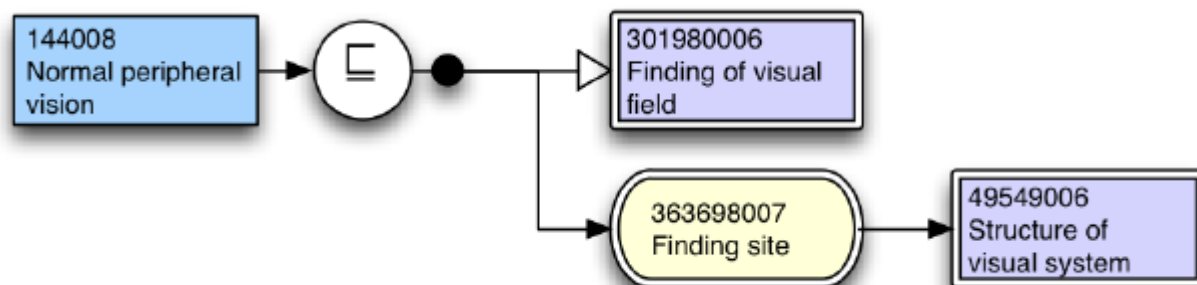 144008
Normal peripheral
vision
⊑
301980006
Finding of visual
field
363698007
Finding site
49549006
Structure of
visual system